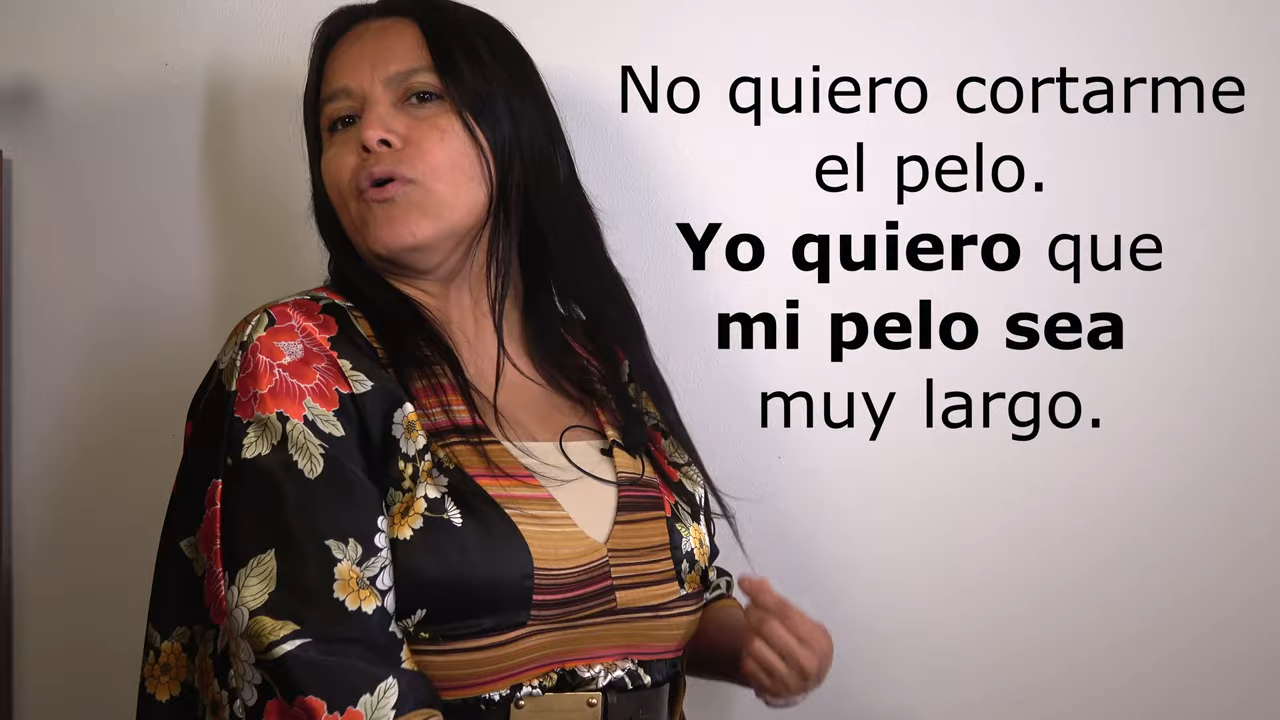 No quiero cortarme
el pelo.
Yo quiero que
mi pelo sea
muy largo.